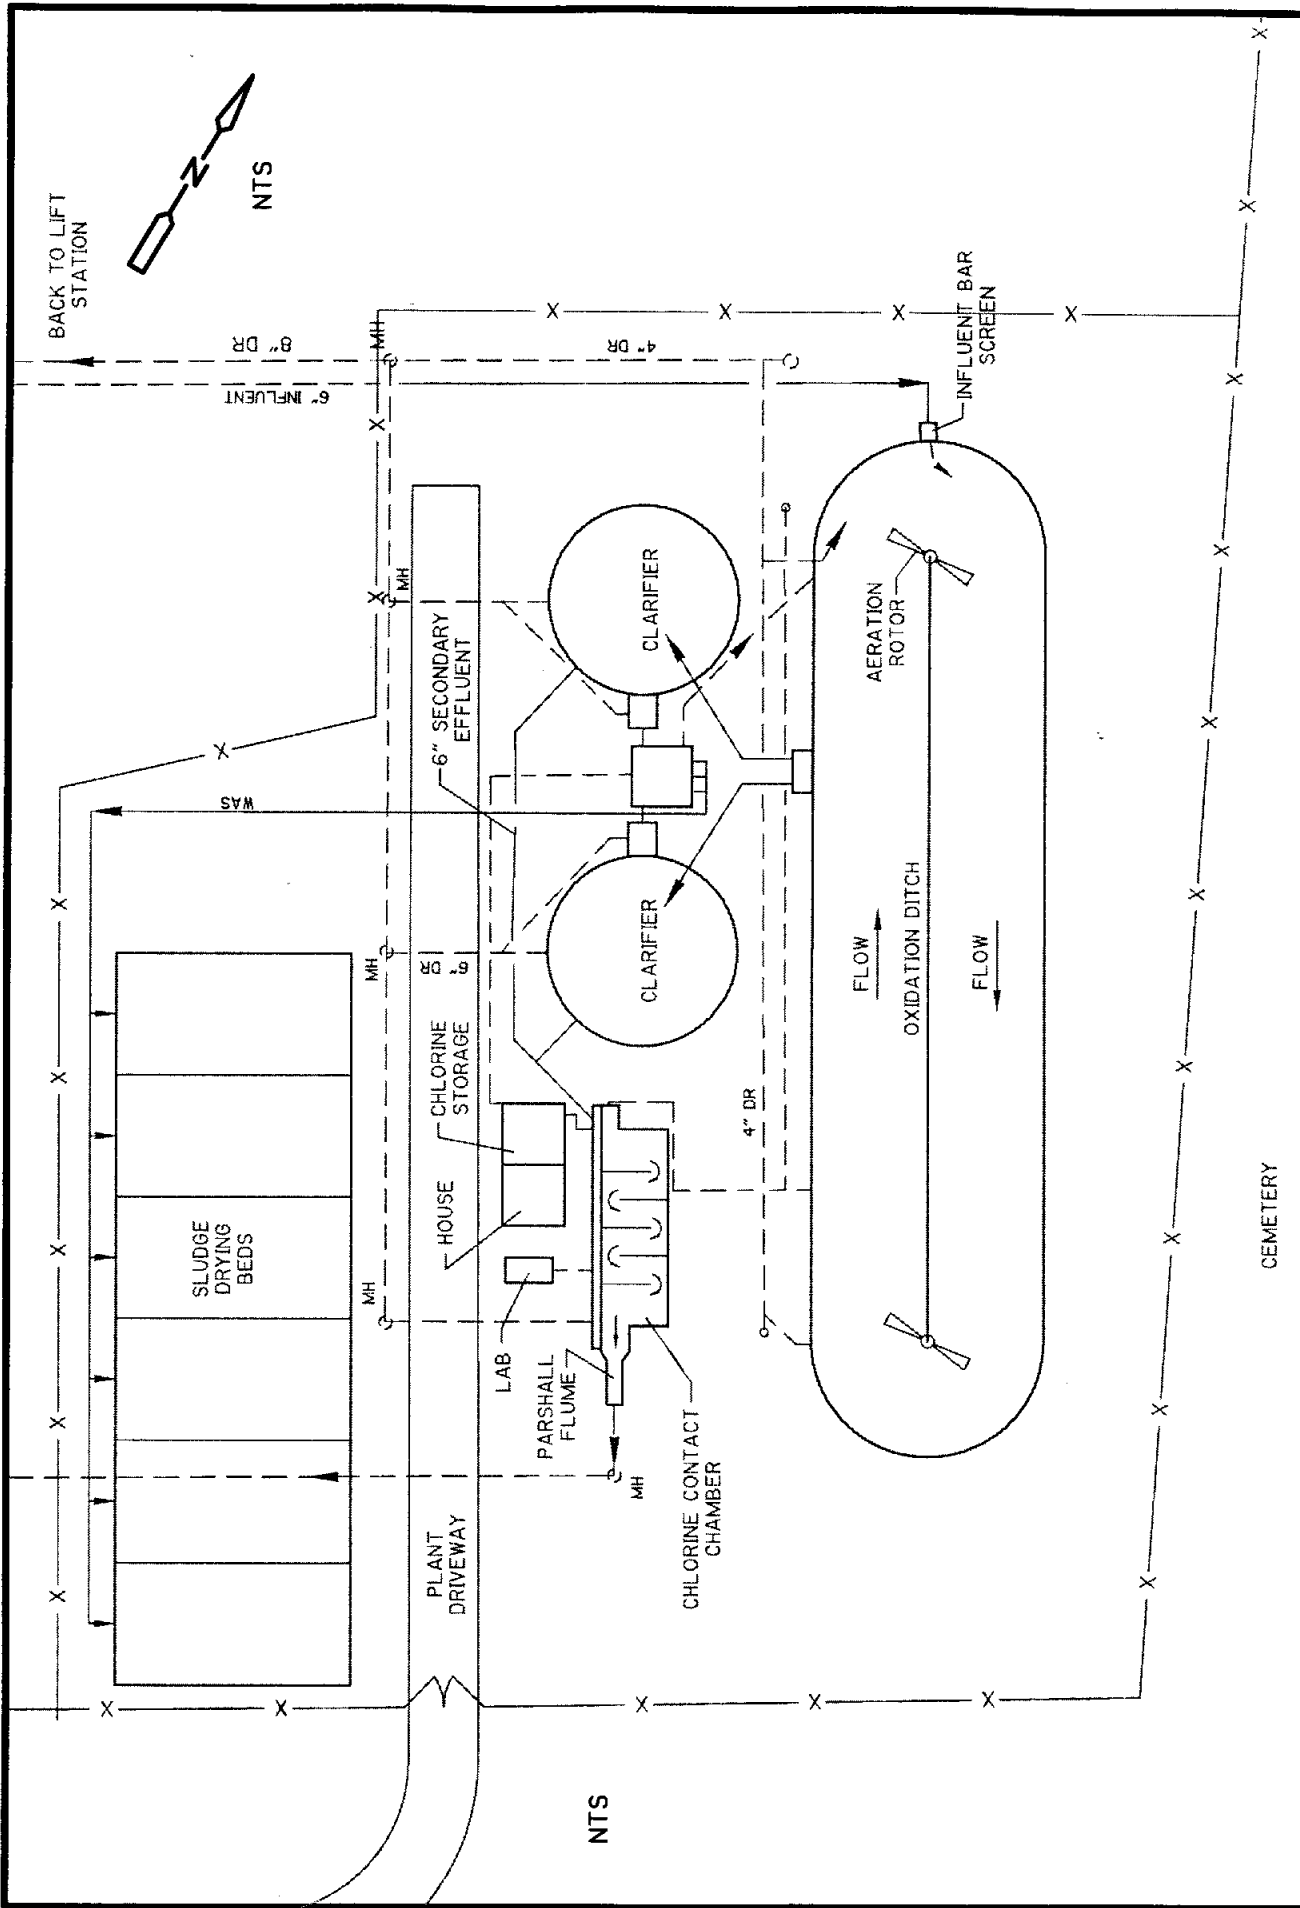 BACK TO LIFT
STATION
N
NTS
8" DR
MH
4" DR
6" INFLUENT
INFLUENT BAR
SCREEN
MH
6" SECONDARY
EFFLUENT
CLARIFIER
AERATION
ROTOR
WAS
MH
6" DR
CLARIFIER
FLOW
OXIDATION DITCH
FLOW
CHLORINE
STORAGE
HOUSE
4" DR
SLUDGE
DRYING
BEDS
MH
LAB
PARSHALL
FLUME
MH
CHLORINE CONTACT
CHAMBER
PLANT
DRIVEWAY
CEMETERY
NTS